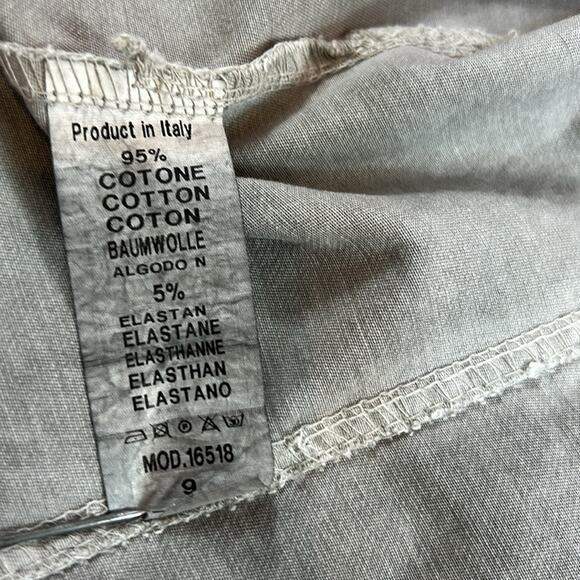 Product in Italy
95%
COTONE
COTTON
COTON
BAUMWOLLE
ALGODO N
5%
ELASTAN
ELASTANE
ELASTHANNE
ELASTHAN
ELASTANO
MOD.16518
9